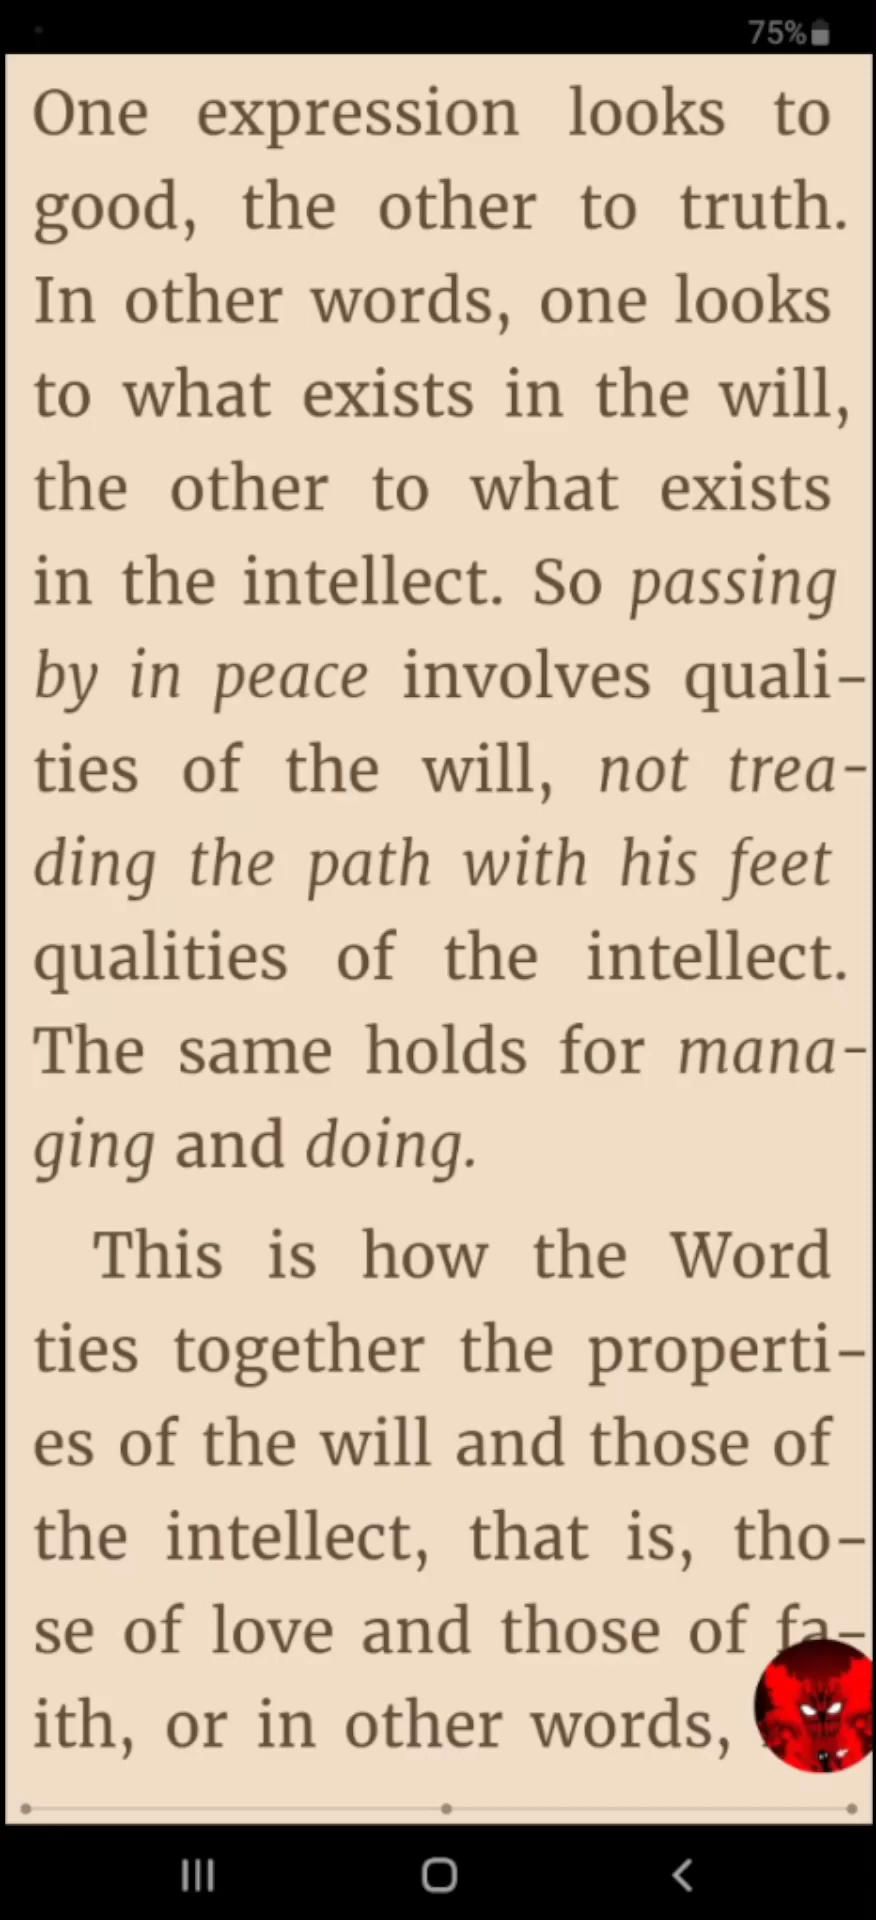 75%
One expression looks to
good, the other to truth.
In other words, one looks
to what exists in the will,
the other to what exists
in the intellect. So passing
by in peace involves quali-
ties of the will, not trea-
ding the path with his feet
qualities of the intellect.
The same holds for mana-
ging and doing.
This is how the Word
ties together the properti-
es of the will and those of
the intellect, that is, tho-
se of love and those of fa-
ith, or in other words,